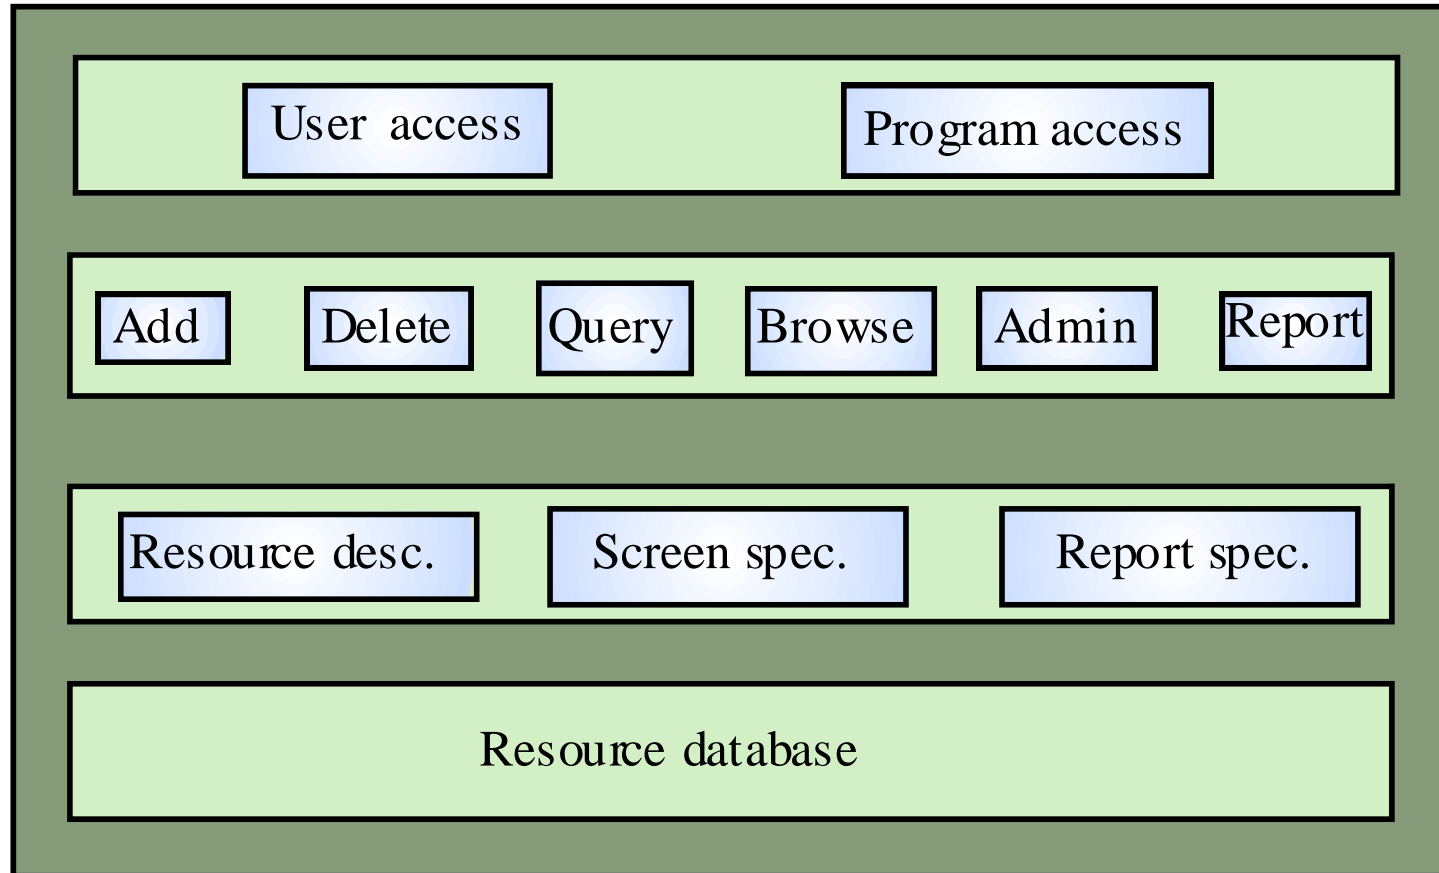 User access
Program access
Add
Delete
Query
Browse
Admin
Report
Resource desc.
Screen spec.
Report spec.
Resource database